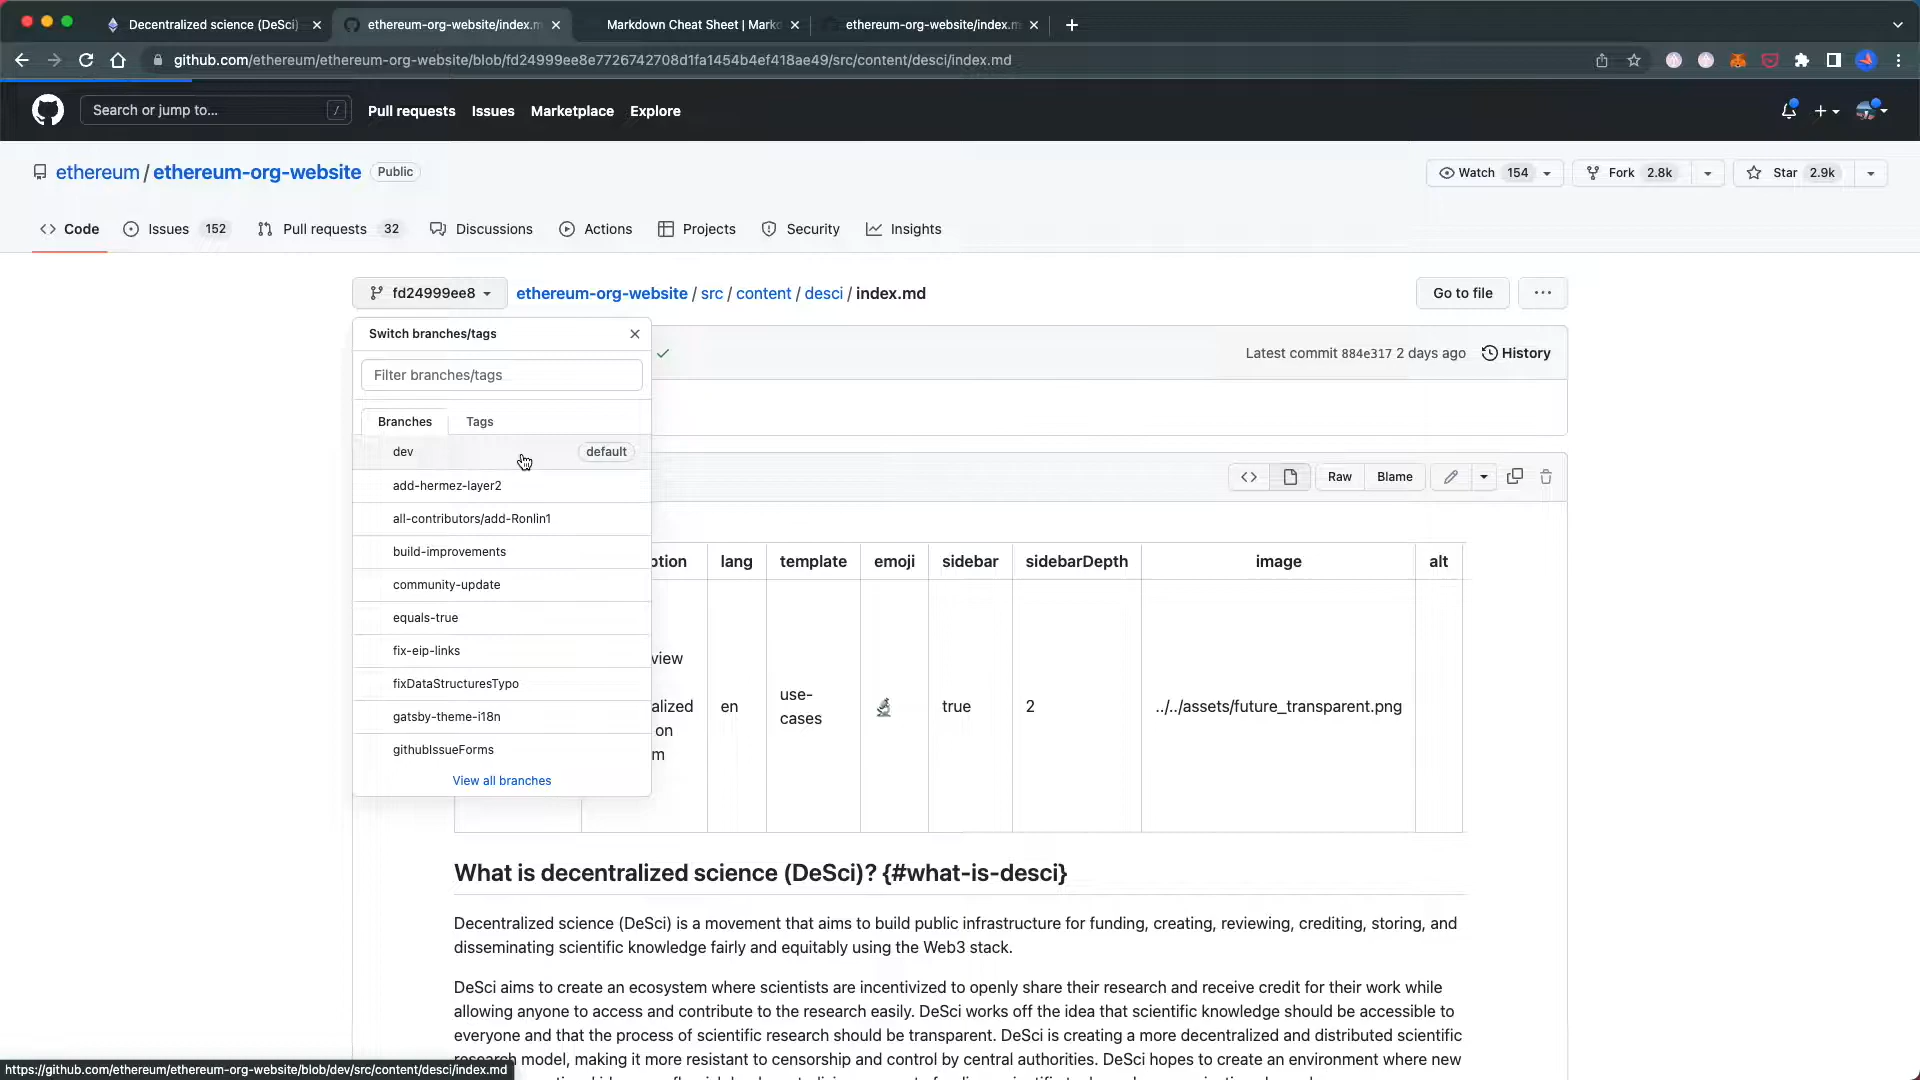 Decentralized science (DeSci)
ethereum-org-website/index.m
Markdown Cheat Sheet | Mark
ethereum-org-website/index.m
github.com/ethereum/ethereum-org-website/blob/fd24999ee8e7726742708d1fa1454b4ef418ae49/src/content/desci/index.md
Search or jump to... /
Pull requests Issues Marketplace Explore
ethereum / ethereum-org-website Public
Watch 154 Fork 2.8k Star 2.9k
Code Issues 152 Pull requests 32 Discussions Actions Projects Security Insights
fd24999ee8 ethereum-org-website / src / content / desci / index.md Go to file ...
Switch branches/tags
Latest commit 884e317 2 days ago History
Filter branches/tags
Branches Tags
dev default
Raw Blame
add-hermez-layer2
all-contributors/add-Ronlin1
build-improvements
community-update
equals-true
fix-eip-links
fixDataStructuresTypo
gatsby-theme-i18n
githubIssueForms
View all branches
ption lang template emoji sidebar sidebarDepth image alt
view
alized
on
m
en
use-
cases
true
2
../../assets/future_transparent.png
What is decentralized science (DeSci)? {#what-is-desci}
Decentralized science (DeSci) is a movement that aims to build public infrastructure for funding, creating, reviewing, crediting, storing, and
disseminating scientific knowledge fairly and equitably using the Web3 stack.
DeSci aims to create an ecosystem where scientists are incentivized to openly share their research and receive credit for their work while
allowing anyone to access and contribute to the research easily. DeSci works off the idea that scientific knowledge should be accessible to
everyone and that the process of scientific research should be transparent. DeSci is creating a more decentralized and distributed scientific
research model, making it more resistant to censorship and control by central authorities. DeSci hopes to create an environment where new
https://github.com/ethereum/ethereum-org-website/blob/dev/src/content/desci/index.md